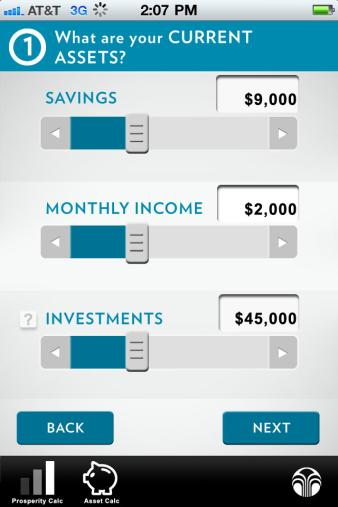 AT&T 3G 2:07 PM
1 What are your CURRENT
ASSETS?
SAVINGS $9,000
MONTHLY INCOME $2,000
? INVESTMENTS $45,000
BACK NEXT
Prosperity Calc Asset Calc